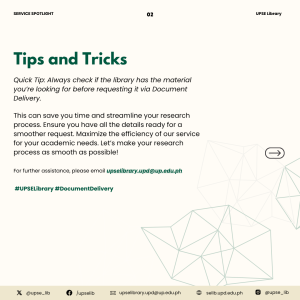 SERVICE SPOTLIGHT
02
UPSE Library
Tips and Tricks
Quick Tip: Always check if the library has the material
you're looking for before requesting it via Document
Delivery.
This can save you time and streamline your research
process. Ensure you have all the details ready for a
smoother request. Maximize the efficiency of our service
for your academic needs. Let's make your research
process as smooth as possible!
For further assistance, please email upselibrary.upd@up.edu.ph
#UPSELibrary #DocumentDelivery
@upse_lib
/upselib
upselibrary.upd@up.edu.ph
selib.upd.edu.ph
@upse_lib